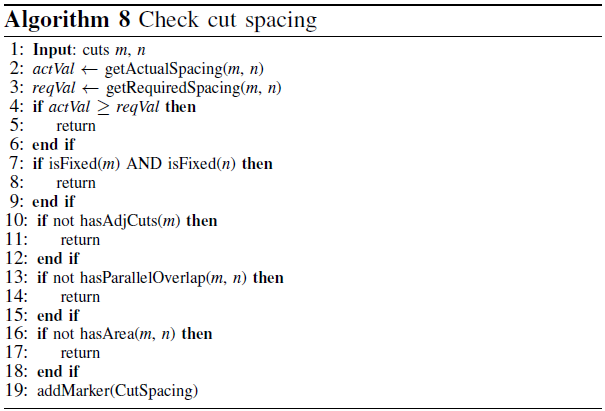 Algorithm 8 Check cut spacing
1: Input: cuts m, n
2: actVal ← getActualSpacing(m, n)
3: reqVal ← getRequiredSpacing(m, n)
4: if actVal ≥ reqVal then
5: return
6: end if
7: if isFixed(m) AND isFixed(n) then
8: return
9: end if
10: if not hasAdjCuts(m) then
11: return
12: end if
13: if not hasParallelOverlap(m, n) then
14: return
15: end if
16: if not hasArea(m, n) then
17: return
18: end if
19: addMarker(CutSpacing)